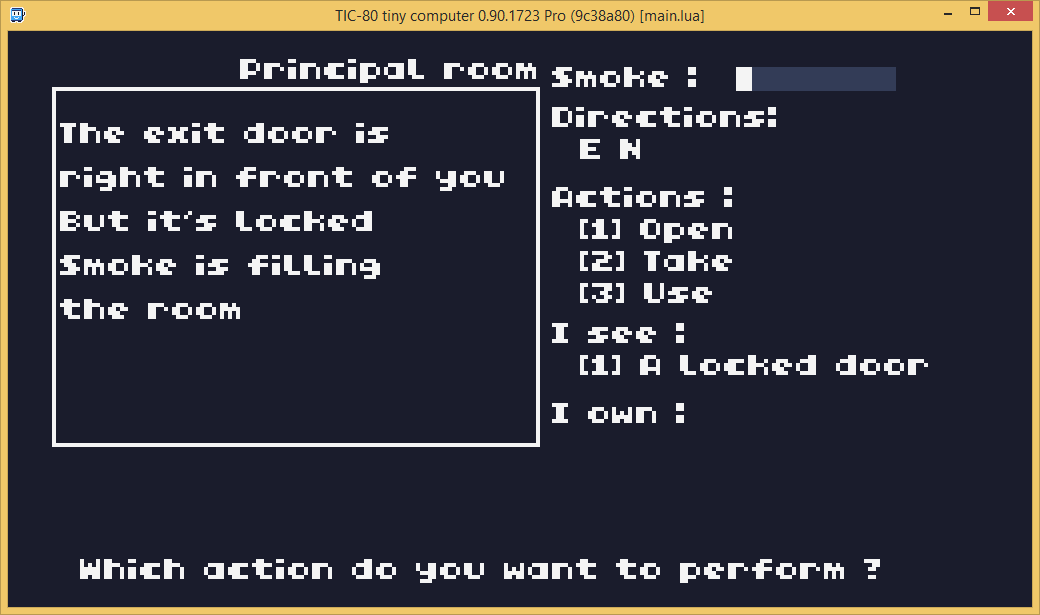 TIC-80 tiny computer 0.90.1723 Pro (9c38a80) [main.lua]
Principal room
The exit door is
right in front of you
But it's locked
Smoke is filling
the room
Smoke :
Directions:
E N
Actions :
[1] Open
[2] Take
[3] Use
I see :
[1] A locked door
I own :
Which action do you want to perform ?